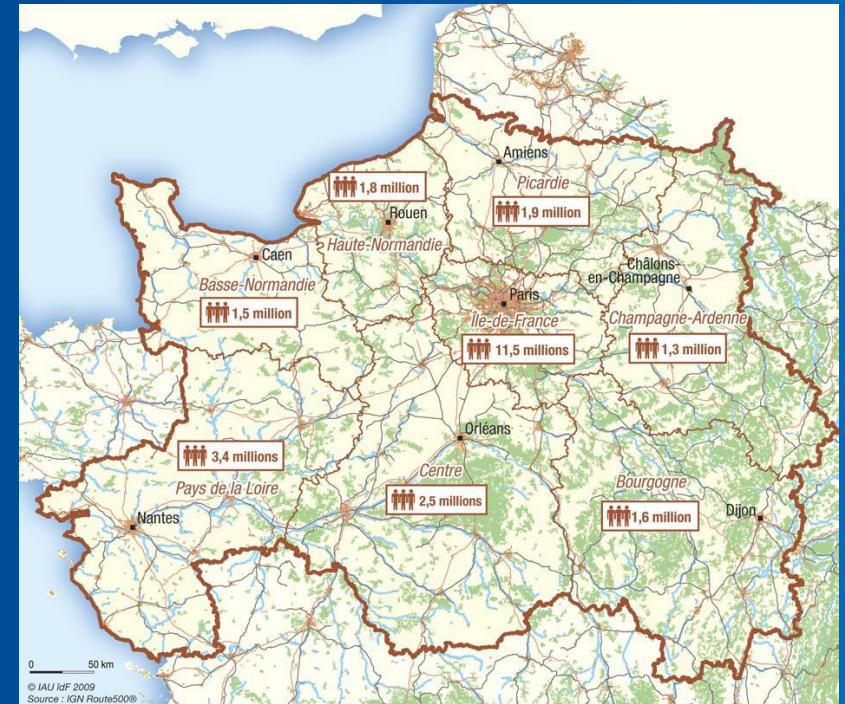 Amiens
Picardie
1,9 million
1,8 million
Rouen
Haute-Normandie
Caen
Basse-Normandie
1,5 million
Châlons-
en-Champagne
Champagne-Ardenne
1,3 million
Paris
Île-de-France
11,5 millions
Orléans
Centre
2,5 millions
3,4 millions
Pays de la Loire
Nantes
Bourgogne
Dijon
1,6 million
0 50 km
© IAU îdF 2009
Source : IGN Route500®